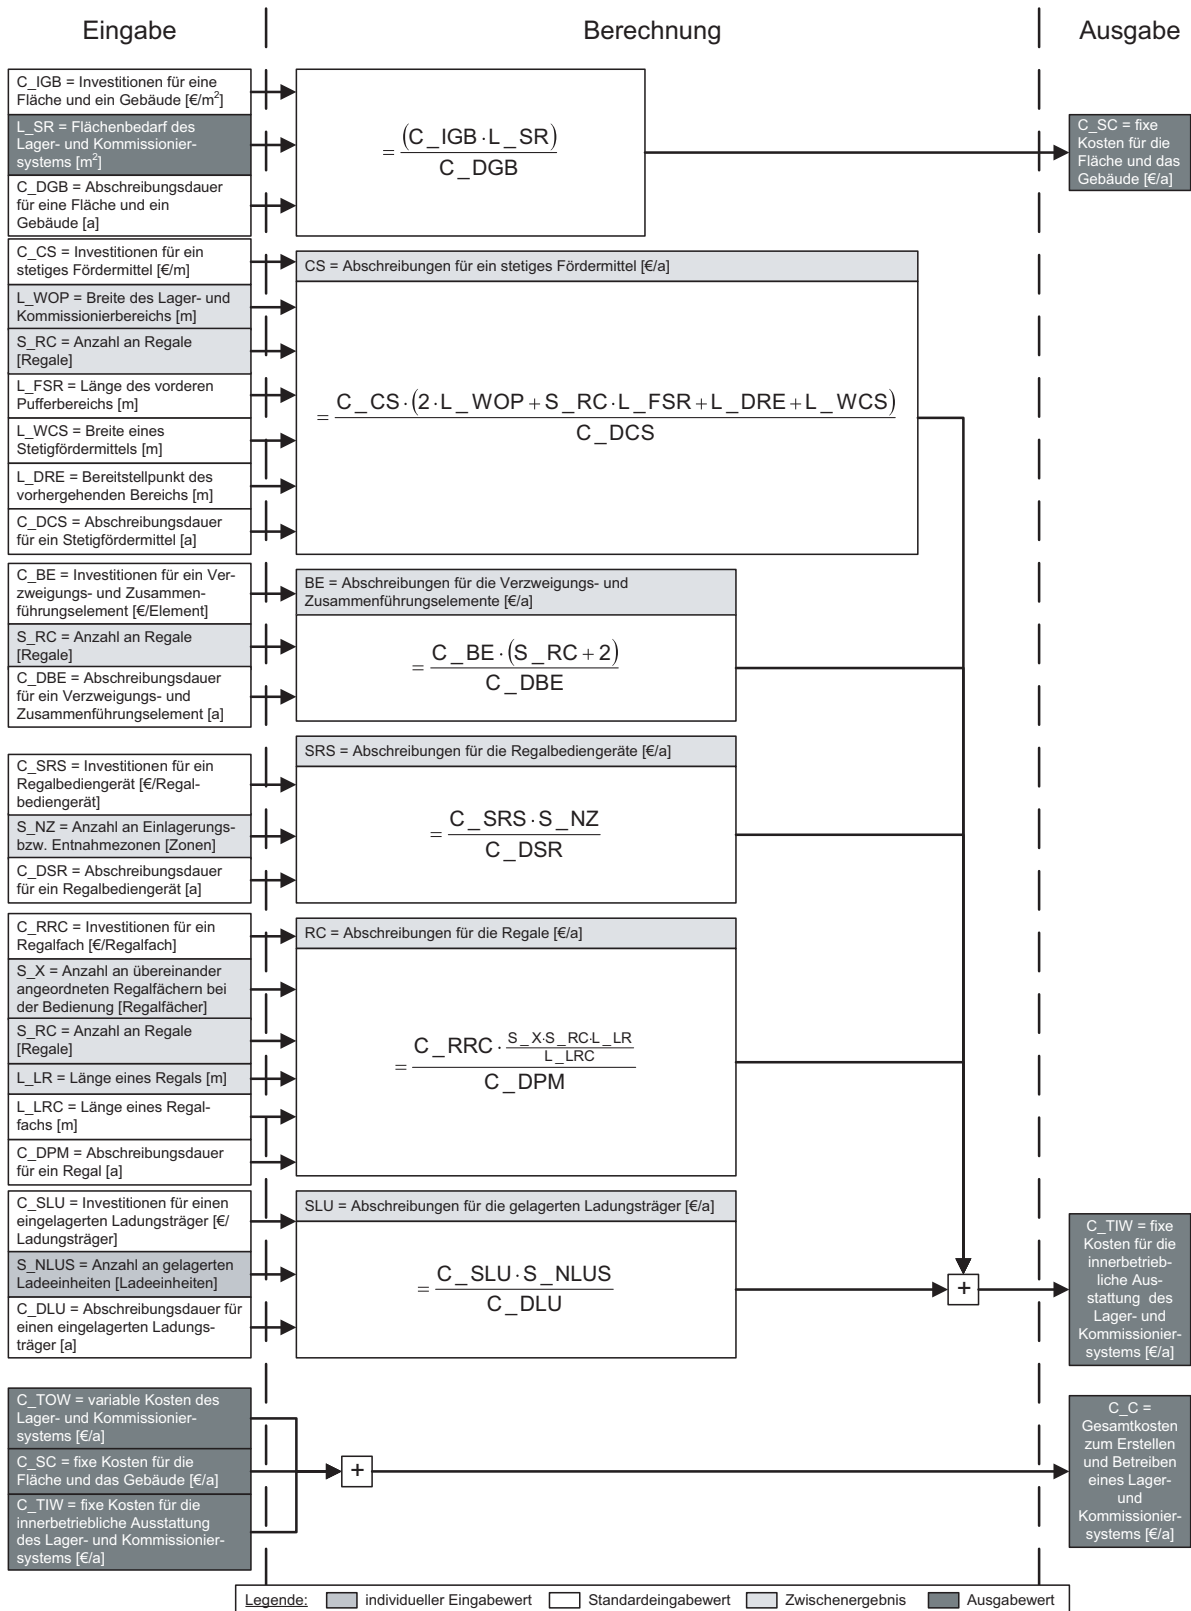 Eingabe
Berechnung
Ausgabe
C_IGB = Investitionen für eine
Fläche und ein Gebäude [€/m²]
L_SR = Flächenbedarf des
Lager- und Kommissionier-
systems [m²]
C_DGB = Abschreibungsdauer
für eine Fläche und ein
Gebäude [a]
= (C_IGB·L_SR)
C_DGB
C_SC = fixe
Kosten für die
Fläche und das
Gebäude [€/a]
C_CS = Investitionen für ein
stetiges Fördermittel [€/m]
L_WOP = Breite des Lager- und
Kommissionierbereichs [m]
S_RC = Anzahl an Regale
[Regale]
L_FSR = Länge des vorderen
Pufferbereichs [m]
L_WCS = Breite eines
Stetigfördermittels [m]
L_DRE = Bereitstellpunkt des
vorhergehenden Bereichs [m]
C_DCS = Abschreibungsdauer
für ein Stetigfördermittel [a]
CS = Abschreibungen für ein stetiges Fördermittel [€/a]
= C_CS·(2·L_WOP+S_RC·L_FSR+L_DRE+L_WCS)
C_DCS
C_BE = Investitionen für ein Ver-
zweigungs- und Zusammen-
führungselement [€/Element]
S_RC = Anzahl an Regale
[Regale]
C_DBE = Abschreibungsdauer
für ein Verzweigungs- und
Zusammenführungselement [a]
BE = Abschreibungen für die Verzweigungs- und
Zusammenführungselemente [€/a]
= C_BE·(S_RC+2)
C_DBE
C_SRS = Investitionen für ein
Regalbediengerät [€/Regal-
bediengerät]
S_NZ = Anzahl an Einlagerungs-
bzw. Entnahmezonen [Zonen]
C_DSR = Abschreibungsdauer
für ein Regalbediengerät [a]
SRS = Abschreibungen für die Regalbediengeräte [€/a]
= C_SRS·S_NZ
C_DSR
C_RRC = Investitionen für ein
Regalfach [€/Regalfach]
S_X = Anzahl an übereinander
angeordneten Regalfächern bei
der Bedienung [Regalfächer]
S_RC = Anzahl an Regale
[Regale]
L_LR = Länge eines Regals [m]
L_LRC = Länge eines Regal-
fachs [m]
C_DPM = Abschreibungsdauer
für ein Regal [a]
RC = Abschreibungen für die Regale [€/a]
= C_RRC· S_X·S_RC·L_LR
L_LRC
C_DPM
C_SLU = Investitionen für einen
eingelagerten Ladungsträger [€/
Ladungsträger]
S_NLUS = Anzahl an gelagerten
Ladeeinheiten [Ladeeinheiten]
C_DLU = Abschreibungsdauer für
einen eingelagerten Ladungs-
träger [a]
SLU = Abschreibungen für die gelagerten Ladungsträger [€/a]
= C_SLU·S_NLUS
C_DLU
+
C_TIW = fixe
Kosten für die
innerbetrieb-
liche Aus-
stattung des
Lager- und
Kommissionier-
systems [€/a]
C_TOW = variable Kosten des
Lager- und Kommissionier-
systems [€/a]
C_SC = fixe Kosten für die
Fläche und das Gebäude [€/a]
C_TIW = fixe Kosten für die
innerbetriebliche Ausstattung
des Lager- und Kommissionier-
systems [€/a]
+
C_C =
Gesamtkosten
zum Erstellen
und Betreiben
eines Lager-
und
Kommissionier-
systems [€/a]
Legende: individueller Eingabewert Standardeingabewert Zwischenergebnis Ausgabewert